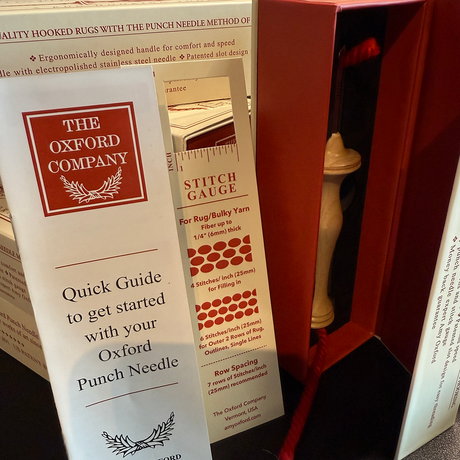 UALITY HOOKED RUGS WITH THE PUNCH NEEDLE METHOD OF
❖ Ergonomically designed handle for comfort and speed
dle with electropolished stainless steel needle ❖ Patented slot design
arantee
THE
OXFORD
COMPANY
Quick Guide
to get started
with your
Oxford
Punch Needle
INCH
STITCH
GAUGE
For Rug/Bulky Yarn
Fiber up to
1/4" (6mm) thick
4 Stitches/ inch (25mm)
for Filling in
6 Stitches/inch (25mm)
for Outer 2 Rows of Rug,
Outlines, Single Lines
Row Spacing
7 rows of Stitches/inch
(25mm) recommended
The Oxford Company
Vermont, USA
amyoxford.com